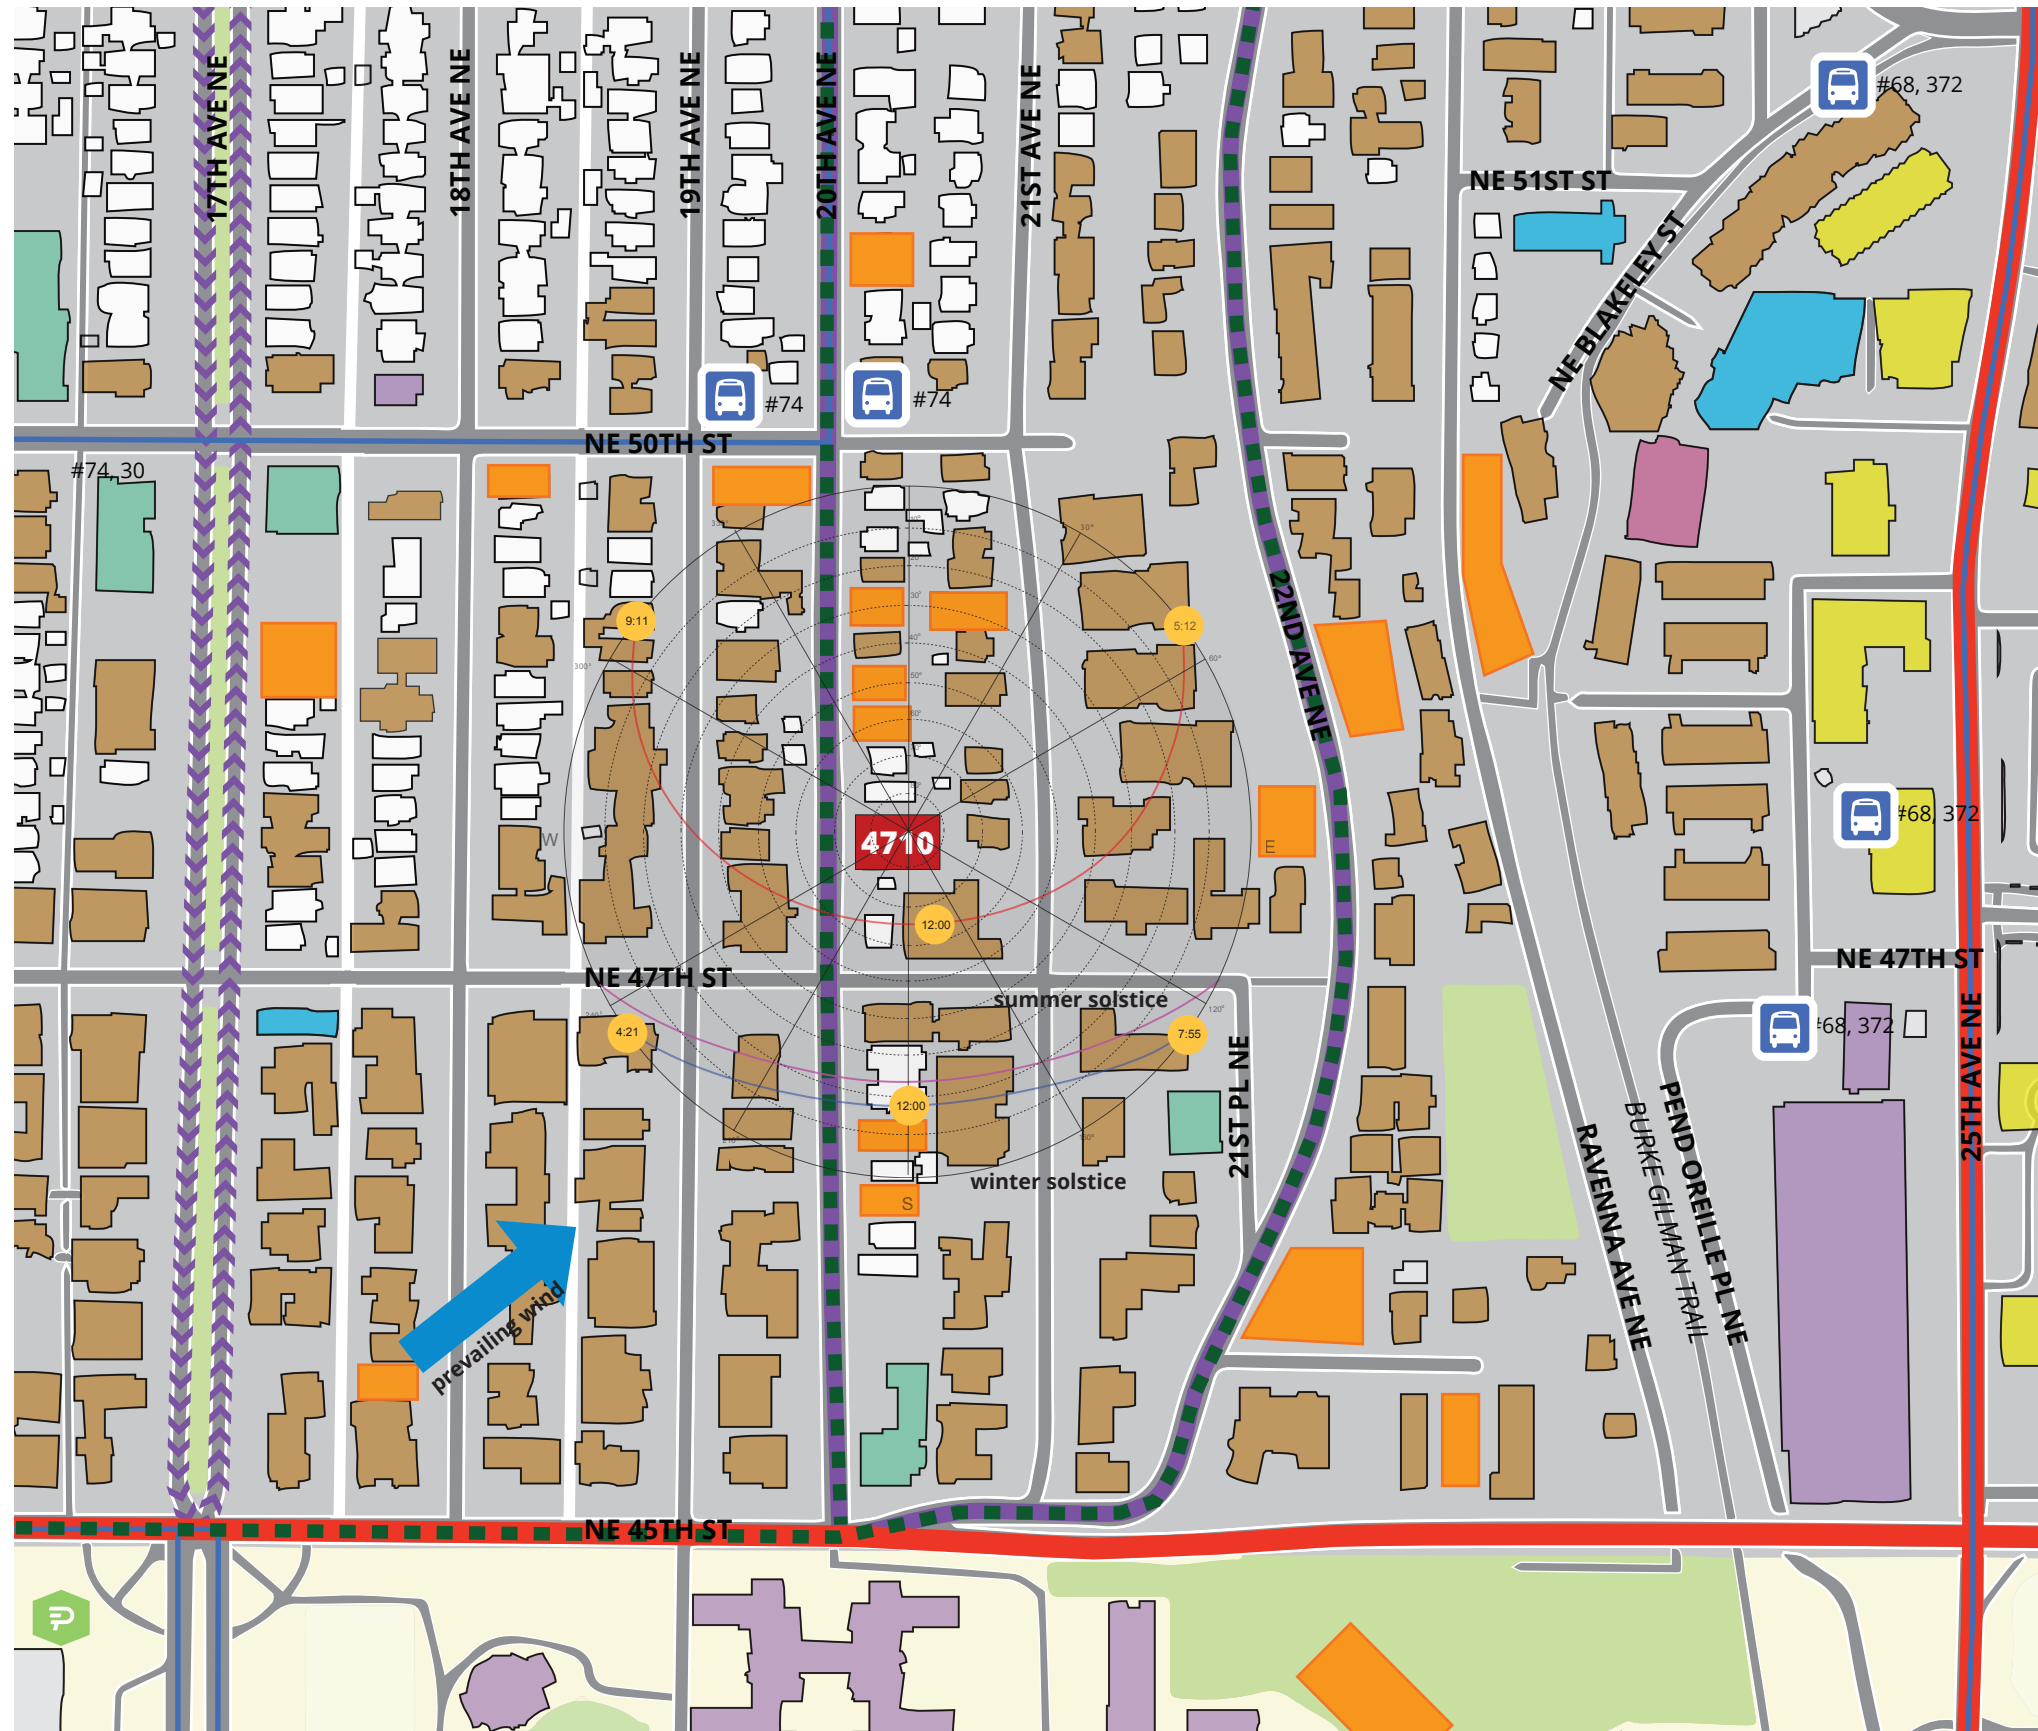 17TH AVE NE
18TH AVE NE
19TH AVE NE
20TH AVE NE
21ST AVE NE
#68, 372
NE 51ST ST
NE BLAKELEY ST
#74
#74
NE 50TH ST
#74, 30
30°
9:11
5:12
22ND AVE NE
300°
60°
W
4710
E
#68, 372
12:00
NE 47TH ST
NE 47TH ST
summer solstice
120°
4:21
7:55
#68, 372
21ST PL NE
25TH AVE NE
12:00
PEND OREILLE PL NE
BURKE GILMAN TRAIL
RAVENNA AVE NE
winter solstice
S
prevailing wind
NE 45TH ST